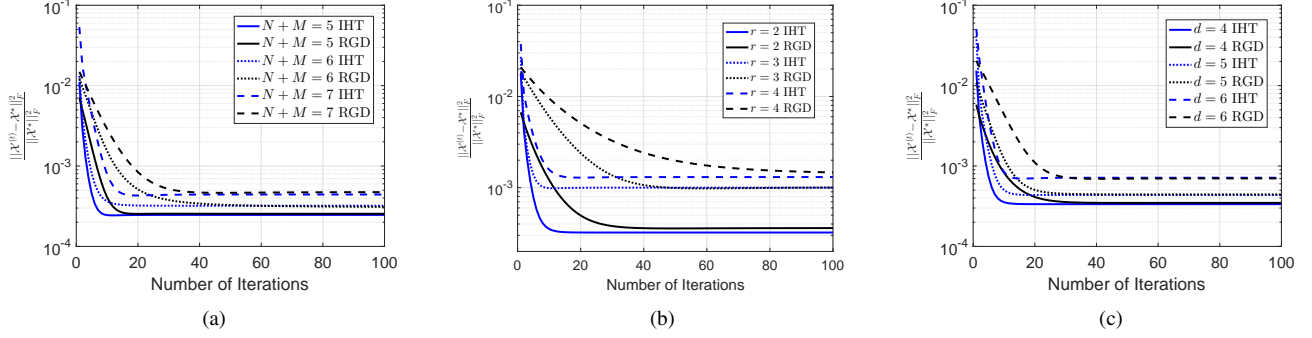 10^-1
10^-2
10^-3
10^-4
||X^(t) - X*||_F^2 / ||X*||_F^2
N + M = 5 IHT
N + M = 5 RGD
N + M = 6 IHT
N + M = 6 RGD
N + M = 7 IHT
N + M = 7 RGD
0 20 40 60 80 100
Number of Iterations
(a)
10^-1
10^-2
10^-3
||X^(t) - X*||_F^2 / ||X*||_F^2
r = 2 IHT
r = 2 RGD
r = 3 IHT
r = 3 RGD
r = 4 IHT
r = 4 RGD
0 20 40 60 80 100
Number of Iterations
(b)
10^-1
10^-2
10^-3
10^-4
||X^(t) - X*||_F^2 / ||X*||_F^2
d = 4 IHT
d = 4 RGD
d = 5 IHT
d = 5 RGD
d = 6 IHT
d = 6 RGD
0 20 40 60 80 100
Number of Iterations
(c)